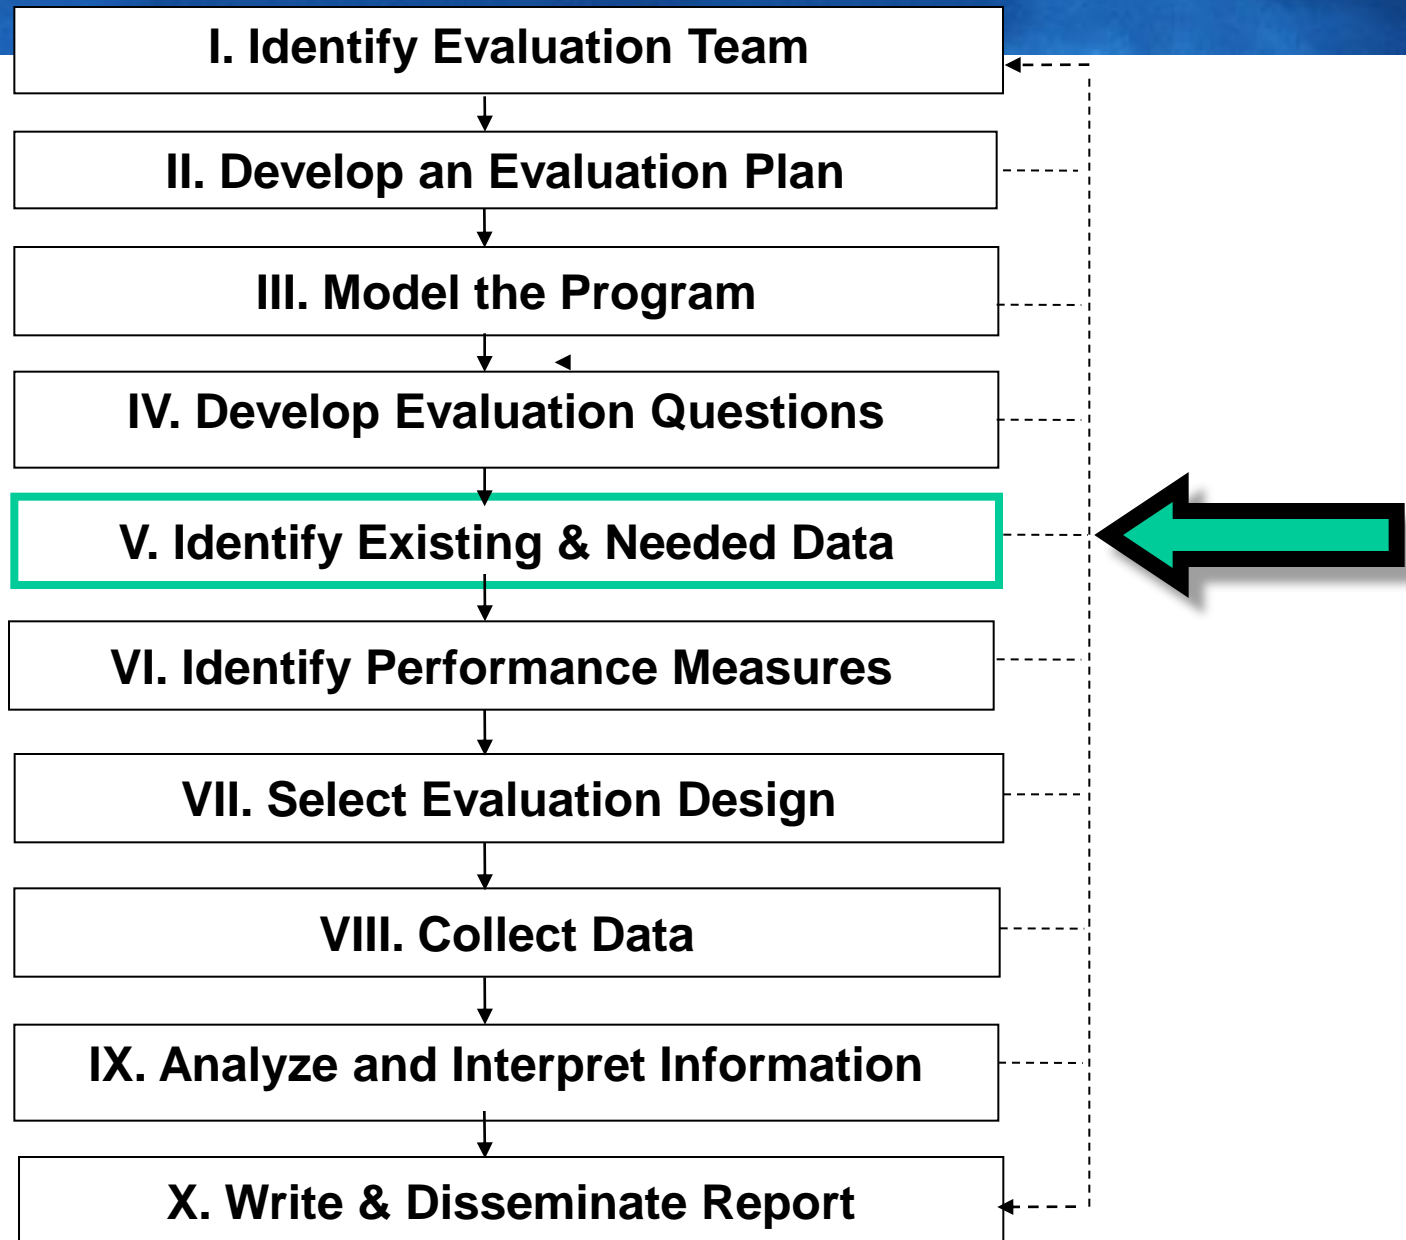 I. Identify Evaluation Team
II. Develop an Evaluation Plan
III. Model the Program
IV. Develop Evaluation Questions
V. Identify Existing & Needed Data
VI. Identify Performance Measures
VII. Select Evaluation Design
VIII. Collect Data
IX. Analyze and Interpret Information
X. Write & Disseminate Report